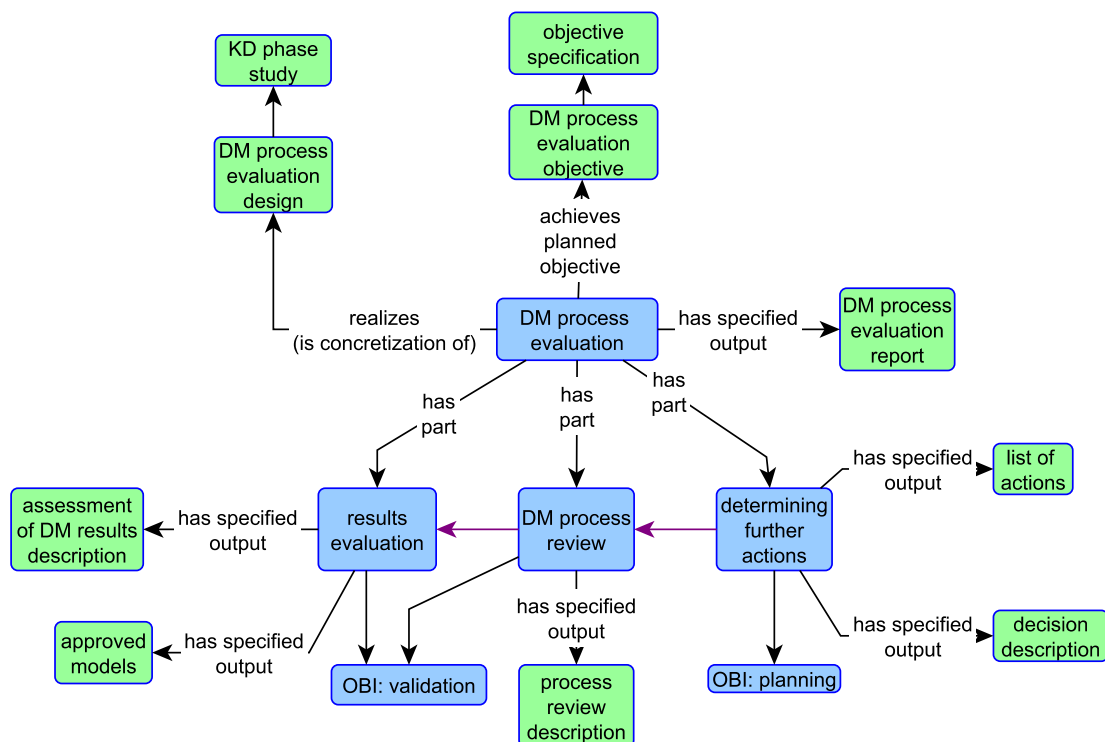 KD phase
study
objective
specification
DM process
evaluation
design
DM process
evaluation
objective
achieves
planned
objective
realizes
(is concretization of)
DM process
evaluation
has specified
output
DM process
evaluation
report
has
part
has
part
has
part
assessment
of DM results
description
has specified
output
results
evaluation
DM process
review
determining
further
actions
has specified
output
list of
actions
approved
models
has specified
output
OBI: validation
has specified
output
process
review
description
OBI: planning
has specified
output
decision
description